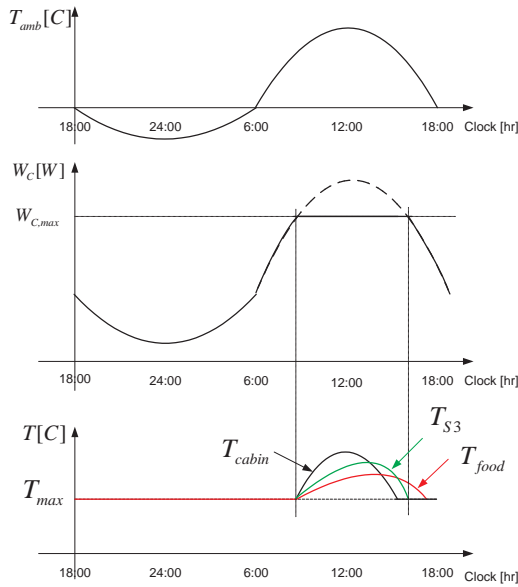 T_amb[C]
18:00 24:00 6:00 12:00 18:00 Clock [hr]
W_C[W]
W_C,max
18:00 24:00 6:00 12:00 18:00 Clock [hr]
T[C]
T_S3
T_cabin
T_food
T_max
18:00 24:00 6:00 12:00 18:00 Clock [hr]